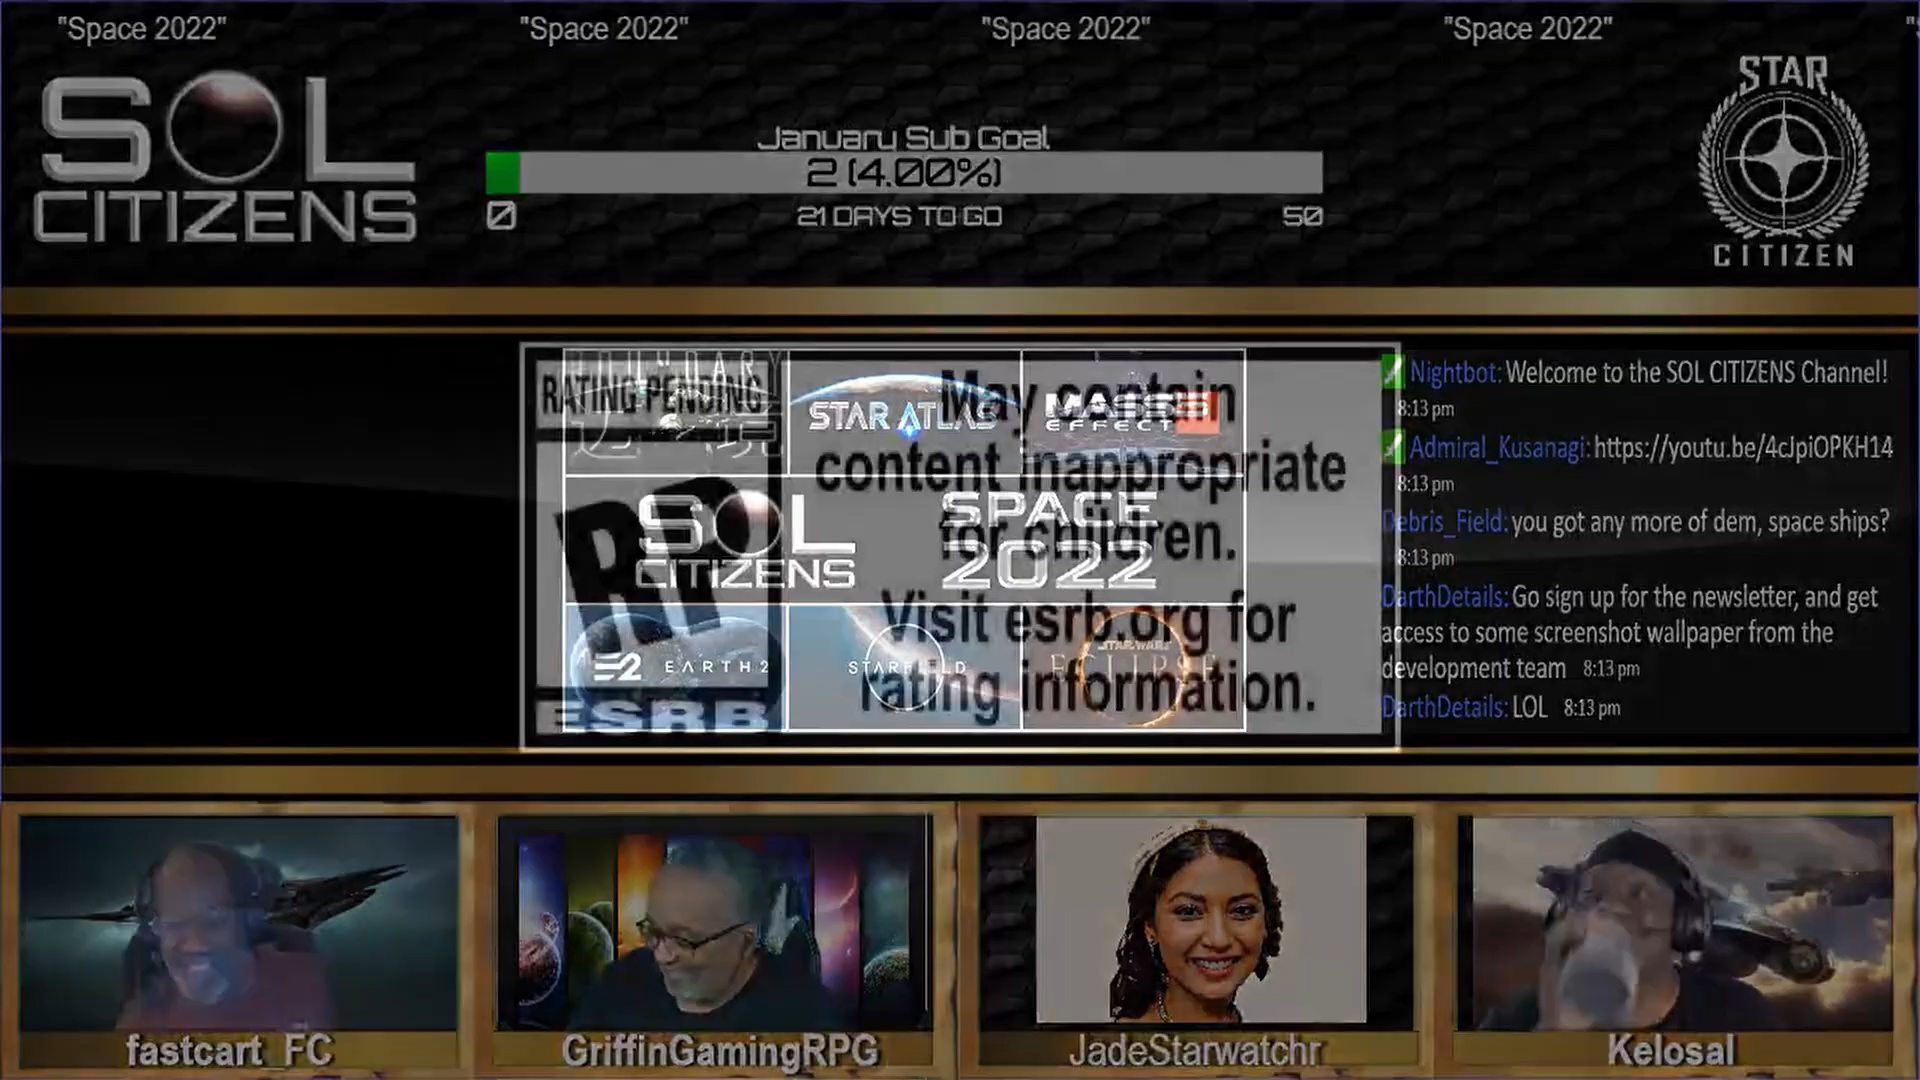 "Space 2022" "Space 2022" "Space 2022" "Space 2022"
SOL
CITIZENS
January Sub Goal
2 (4.00%)
0 21 DAYS TO GO 50
STAR
CITIZEN
RATING PENDING
RP
ESRB
May contain
content inappropriate
for children.
Visit esrb.org for
rating information.
STAR ATLAS
MASS
EFFECT
SOL
CITIZENS
SPACE
2022
E2 EARTH 2
STARFIELD
STAR WARS
ECLIPSE
Nightbot: Welcome to the SOL CITIZENS Channel!
8:13 pm
Admiral_Kusanagi: https://youtu.be/4cJpiOPKH14
8:13 pm
Debris_Field: you got any more of dem, space ships?
8:13 pm
DarthDetails: Go sign up for the newsletter, and get
access to some screenshot wallpaper from the
development team 8:13 pm
DarthDetails: LOL 8:13 pm
fastcart_FC
GriffinGamingRPG
JadeStarwatchr
Kelosal